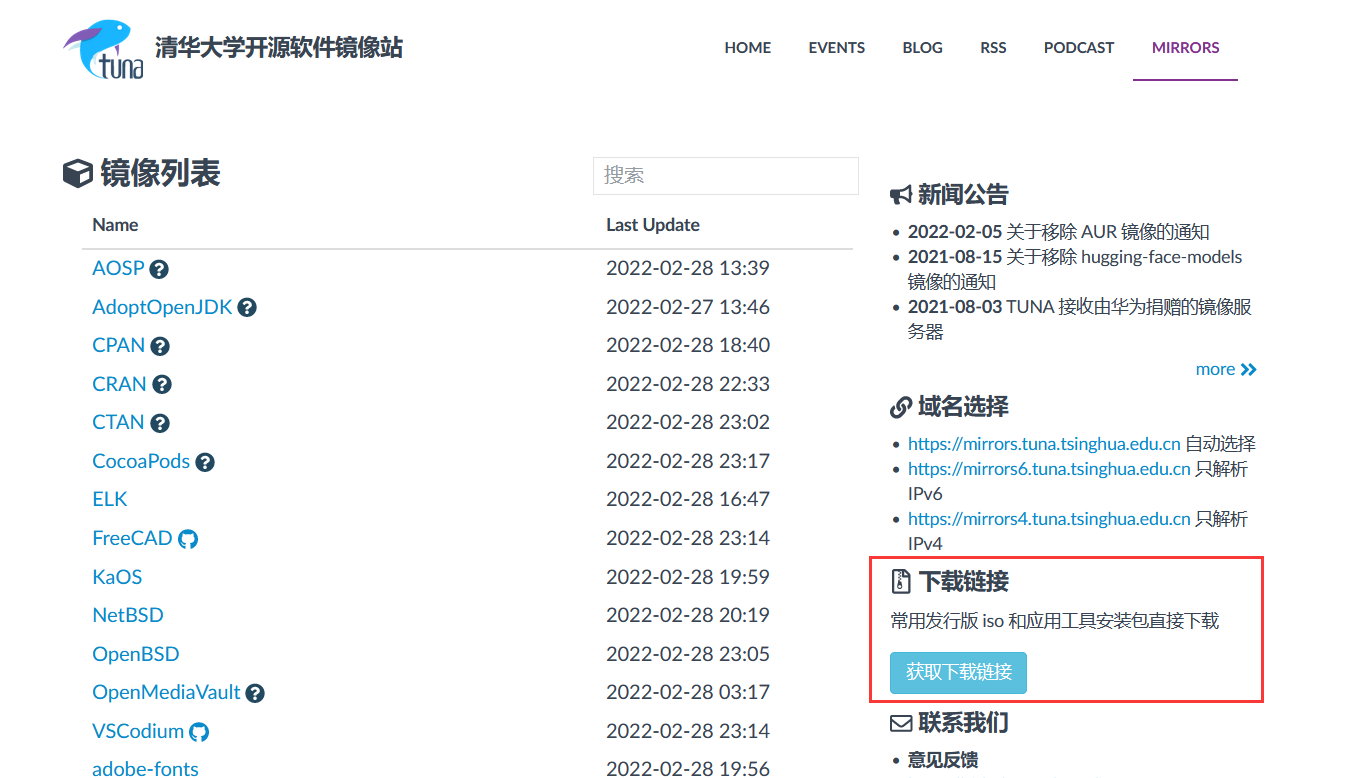 tuna 清华大学开源软件镜像站
HOME EVENTS BLOG RSS PODCAST MIRRORS
镜像列表
搜索
Name Last Update
AOSP 2022-02-28 13:39
AdoptOpenJDK 2022-02-27 13:46
CPAN 2022-02-28 18:40
CRAN 2022-02-28 22:33
CTAN 2022-02-28 23:02
CocoaPods 2022-02-28 23:17
ELK 2022-02-28 16:47
FreeCAD 2022-02-28 23:14
KaOS 2022-02-28 19:59
NetBSD 2022-02-28 20:19
OpenBSD 2022-02-28 23:05
OpenMediaVault 2022-02-28 03:17
VSCodium 2022-02-28 23:14
adobe-fonts 2022-02-28 19:56
新闻公告
2022-02-05 关于移除 AUR 镜像的通知
2021-08-15 关于移除 hugging-face-models
镜像的通知
2021-08-03 TUNA 接收由华为捐赠的镜像服
务器
more
域名选择
https://mirrors.tuna.tsinghua.edu.cn 自动选择
https://mirrors6.tuna.tsinghua.edu.cn 只解析
IPv6
https://mirrors4.tuna.tsinghua.edu.cn 只解析
IPv4
下载链接
常用发行版 iso 和应用工具安装包直接下载
获取下载链接
联系我们
意见反馈